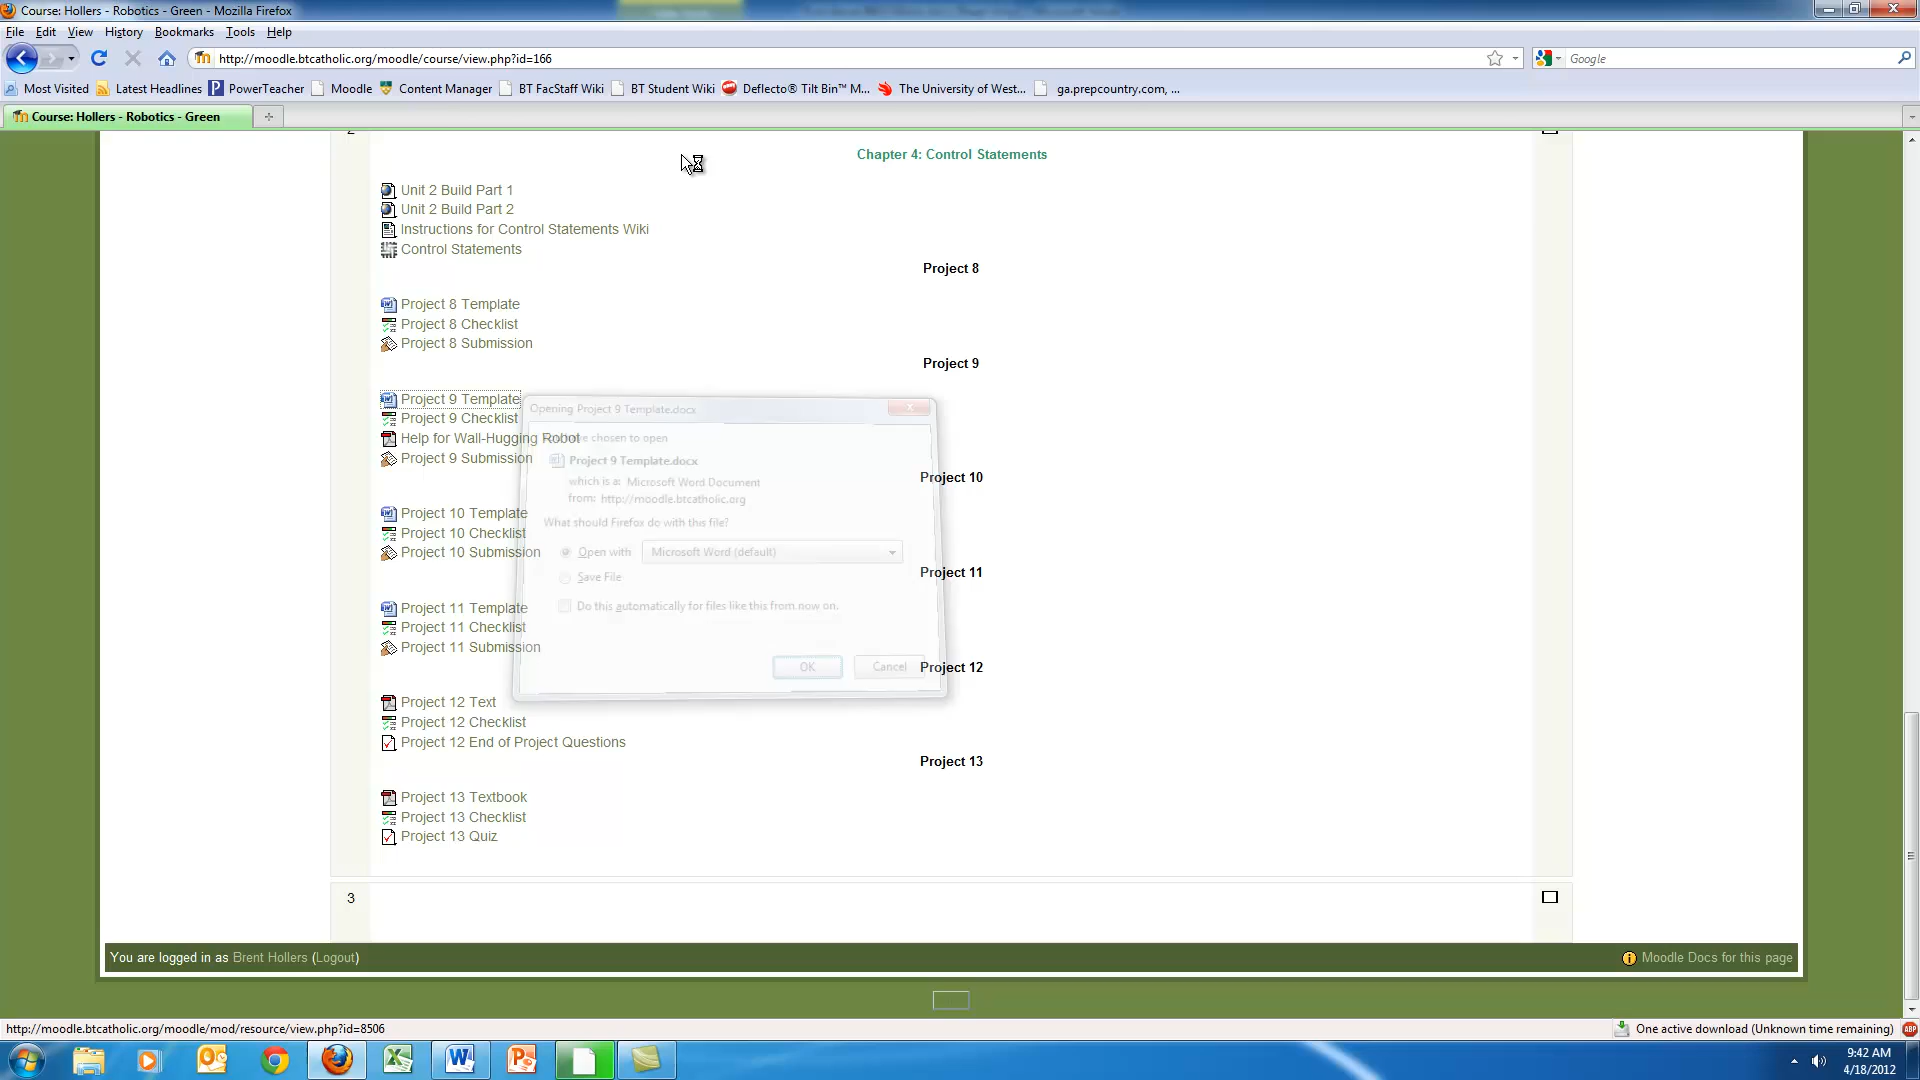 Course: Hollers - Robotics - Green - Mozilla Firefox
File Edit View History Bookmarks Tools Help
http://moodle.btcatholic.org/moodle/course/view.php?id=166
Google
Most Visited Latest Headlines PowerTeacher Moodle Content Manager BT FacStaff Wiki BT Student Wiki Deflecto® Tilt Bin™ M... The University of West... ga.prepcountry.com, ...
Course: Hollers - Robotics - Green
2
Chapter 4: Control Statements
Unit 2 Build Part 1
Unit 2 Build Part 2
Instructions for Control Statements Wiki
Control Statements
Project 8
Project 8 Template
Project 8 Checklist
Project 8 Submission
Project 9
Project 9 Template
Project 9 Checklist
Help for Wall-Hugging Robot
Project 9 Submission
Opening Project 9 Template.docx
chosen to open
Project 9 Template.docx
which is a: Microsoft Word Document
from: http://moodle.btcatholic.org
What should Firefox do with this file?
Open with Microsoft Word (default)
Save File
Do this automatically for files like this from now on.
OK Cancel
Project 10
Project 10 Template
Project 10 Checklist
Project 10 Submission
Project 11
Project 11 Template
Project 11 Checklist
Project 11 Submission
Project 12
Project 12 Text
Project 12 Checklist
Project 12 End of Project Questions
Project 13
Project 13 Textbook
Project 13 Checklist
Project 13 Quiz
3
You are logged in as Brent Hollers (Logout)
Moodle Docs for this page
http://moodle.btcatholic.org/moodle/mod/resource/view.php?id=8506
One active download (Unknown time remaining)
ABP
9:42 AM
4/18/2012